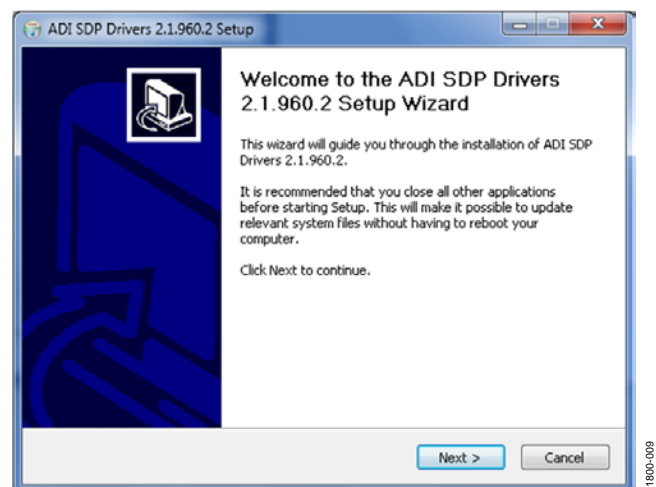 ADI SDP Drivers 2.1.960.2 Setup
Welcome to the ADI SDP Drivers
2.1.960.2 Setup Wizard
This wizard will guide you through the installation of ADI SDP
Drivers 2.1.960.2.
It is recommended that you close all other applications
before starting Setup. This will make it possible to update
relevant system files without having to reboot your
computer.
Click Next to continue.
Next >
Cancel
1800-009